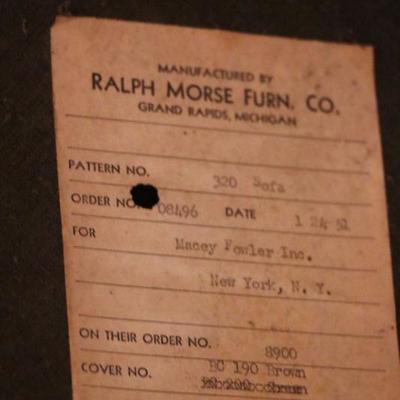 MANUFACTURED BY
RALPH MORSE FURN. CO.
GRAND RAPIDS, MICHIGAN
PATTERN NO. 320 Sofa
ORDER NO. 08496 DATE 1 24 51
FOR Macey Fowler Inc.
New York, N. Y.
ON THEIR ORDER NO. 8900
COVER NO. BC 190 Brown